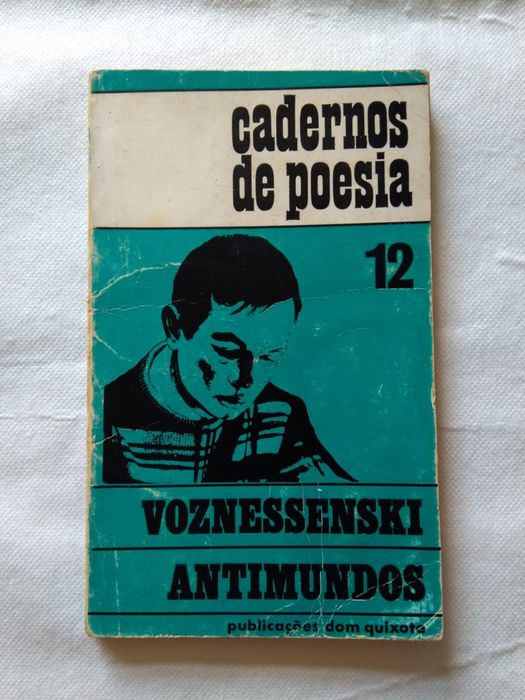 cadernos
de poesia
12
VOZNESSENSKI
ANTIMUNDOS
publicações dom quixote